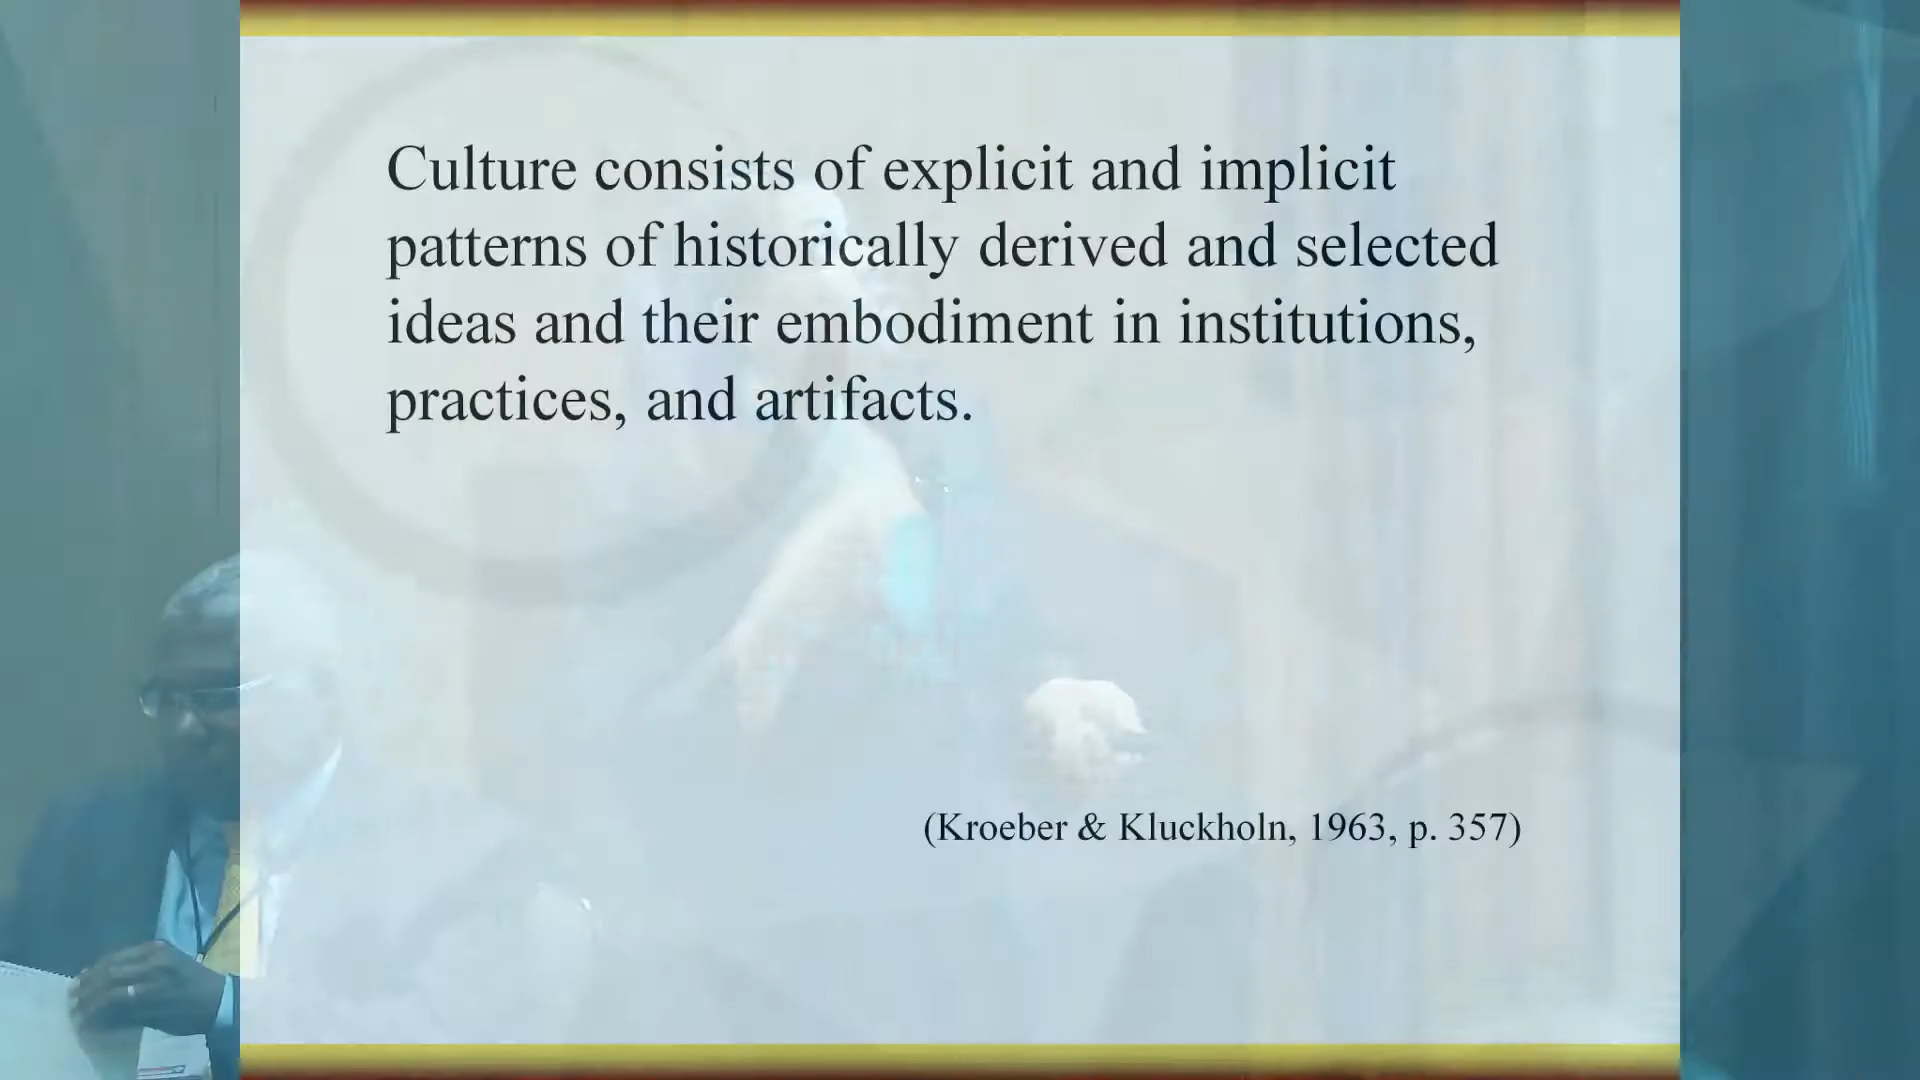 Culture consists of explicit and implicit
patterns of historically derived and selected
ideas and their embodiment in institutions,
practices, and artifacts.
(Kroeber & Kluckholn, 1963, p. 357)